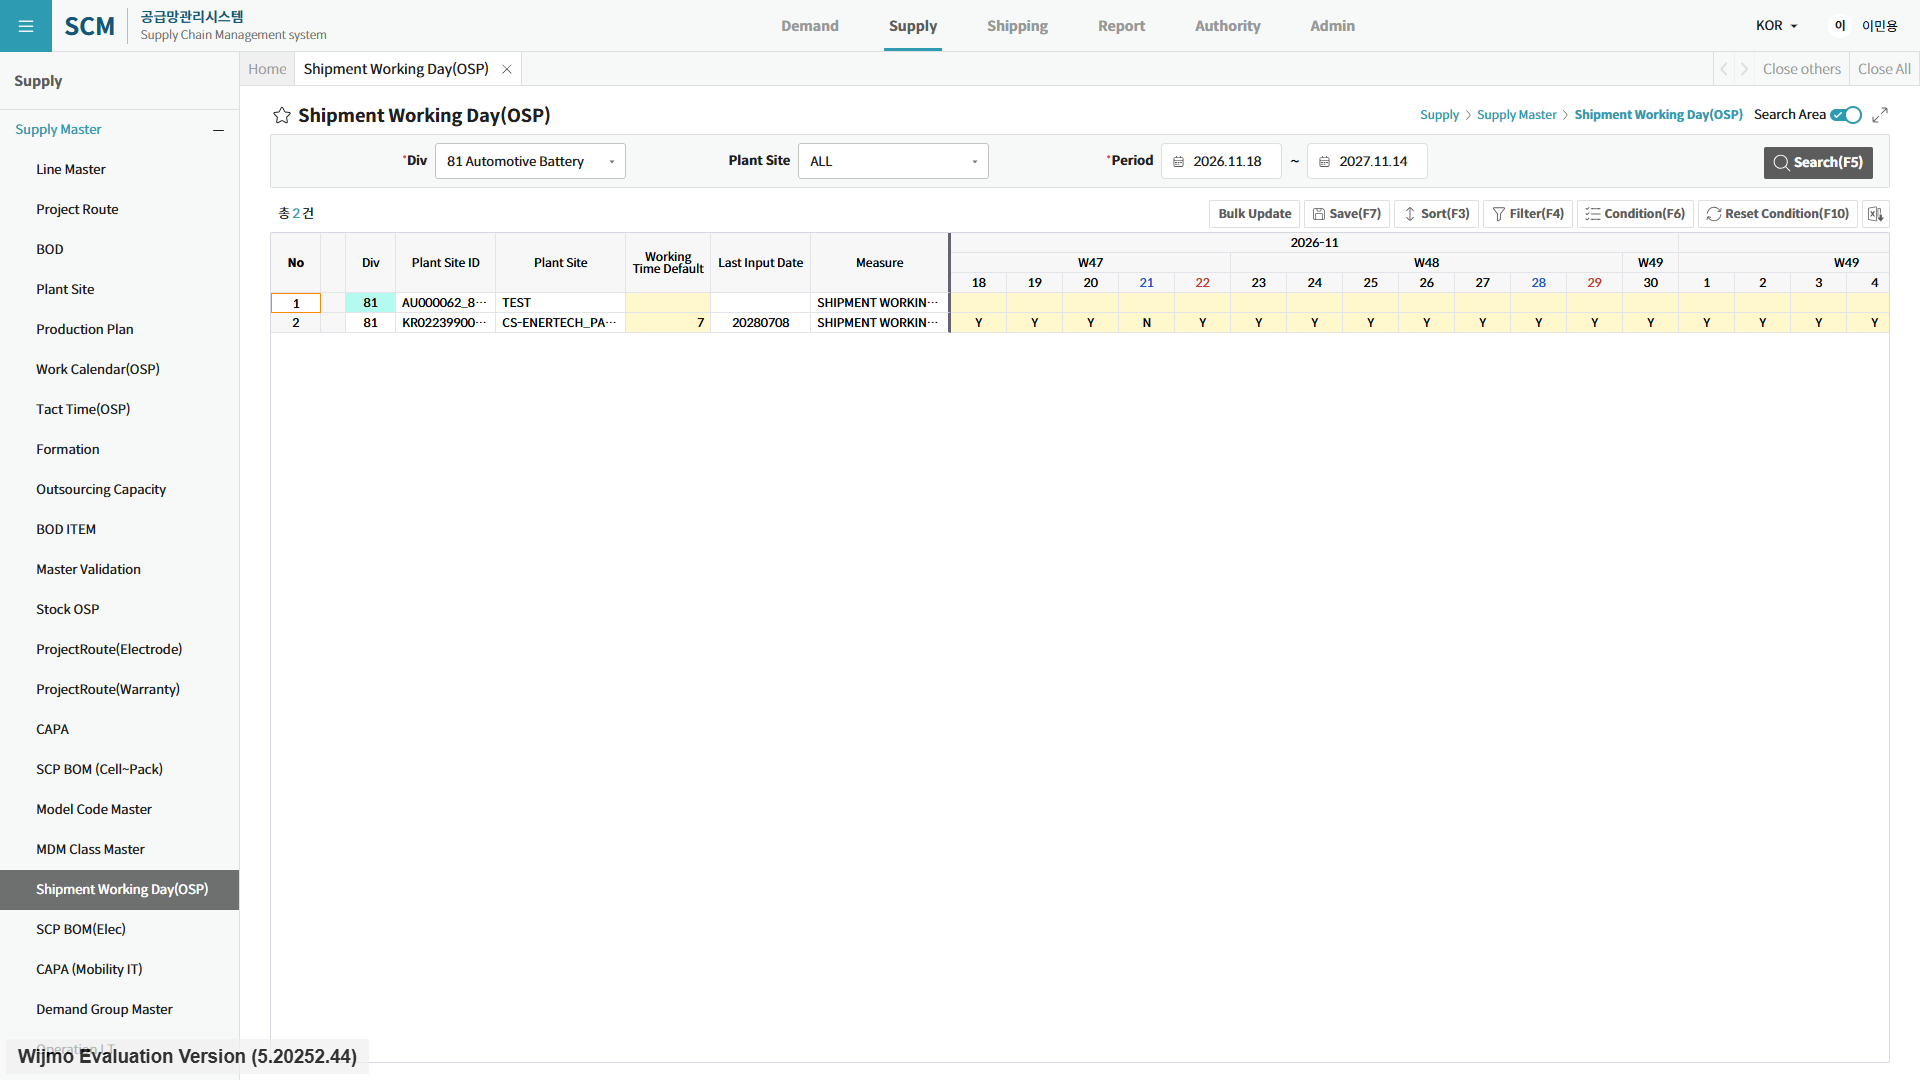 SCM
공급망관리시스템
Supply Chain Management system
Demand
Supply
Shipping
Report
Authority
Admin
KOR
이
이민용
Supply
Home
Shipment Working Day(OSP)
Close others
Close All
Supply Master
Line Master
Project Route
BOD
Plant Site
Production Plan
Work Calendar(OSP)
Tact Time(OSP)
Formation
Outsourcing Capacity
BOD ITEM
Master Validation
Stock OSP
ProjectRoute(Electrode)
ProjectRoute(Warranty)
CAPA
SCP BOM (Cell~Pack)
Model Code Master
MDM Class Master
Shipment Working Day(OSP)
SCP BOM(Elec)
CAPA (Mobility IT)
Demand Group Master
Operation LT
Wijmo Evaluation Version (5.20252.44)
Shipment Working Day(OSP)
Supply > Supply Master > Shipment Working Day(OSP)
Search Area
*Div
81 Automotive Battery
Plant Site
ALL
*Period
2026.11.18 ~ 2027.11.14
Search(F5)
총 2 건
Bulk Update
Save(F7)
Sort(F3)
Filter(F4)
Condition(F6)
Reset Condition(F10)
No Div Plant Site ID Plant Site Working Time Default Last Input Date Measure
2026-11
W47 W48 W49 W49
18 19 20 21 22 23 24 25 26 27 28 29 30 1 2 3 4
1 81 AU000062_8··· TEST SHIPMENT WORKIN···
2 81 KR02239900··· CS-ENERTECH_PA··· 7 20280708 SHIPMENT WORKIN··· Y Y Y N Y Y Y Y Y Y Y Y Y Y Y Y Y